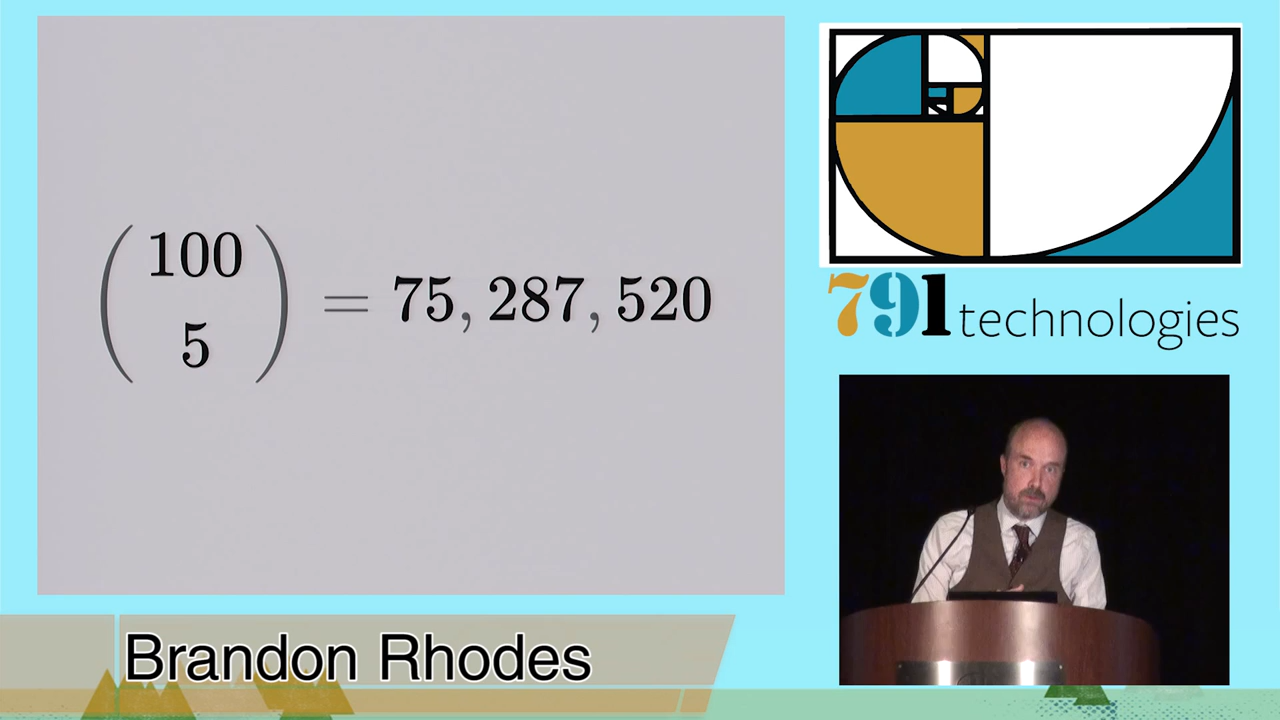 100
5
= 75, 287, 520
791 technologies
Brandon Rhodes